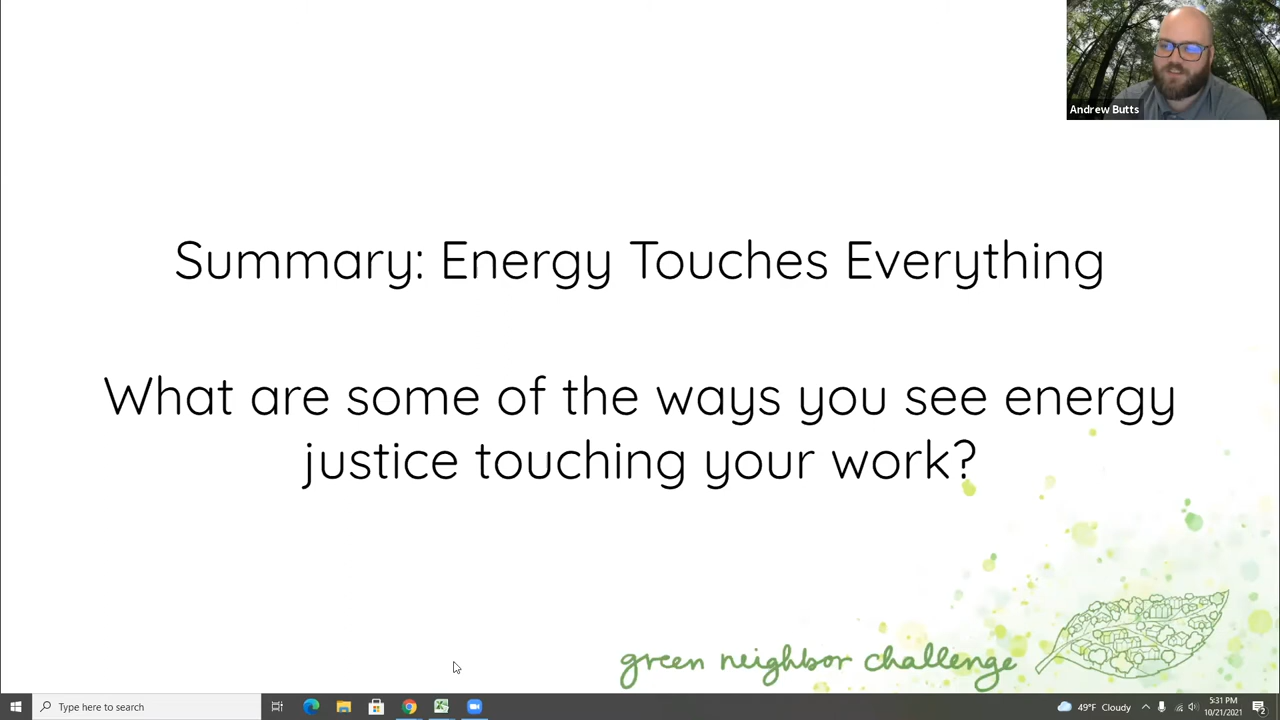 Andrew Butts
Summary: Energy Touches Everything
What are some of the ways you see energy
justice touching your work?
green neighbor challenge
Type here to search
49°F Cloudy
5:31 PM
10/21/2021
2